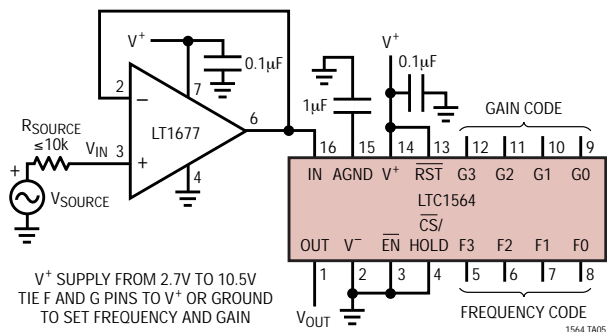 V+
0.1µF
2
7
−
LT1677
6
+
3
4
RSOURCE
≤10k
VIN
+
VSOURCE
V+
0.1µF
1µF
GAIN CODE
16 15 14 13 12 11 10 9
IN AGND V+ RST G3 G2 G1 G0
LTC1564
CS/
OUT V− EN HOLD F3 F2 F1 F0
1 2 3 4 5 6 7 8
VOUT
FREQUENCY CODE
V+ SUPPLY FROM 2.7V TO 10.5V
TIE F AND G PINS TO V+ OR GROUND
TO SET FREQUENCY AND GAIN
1564 TA05